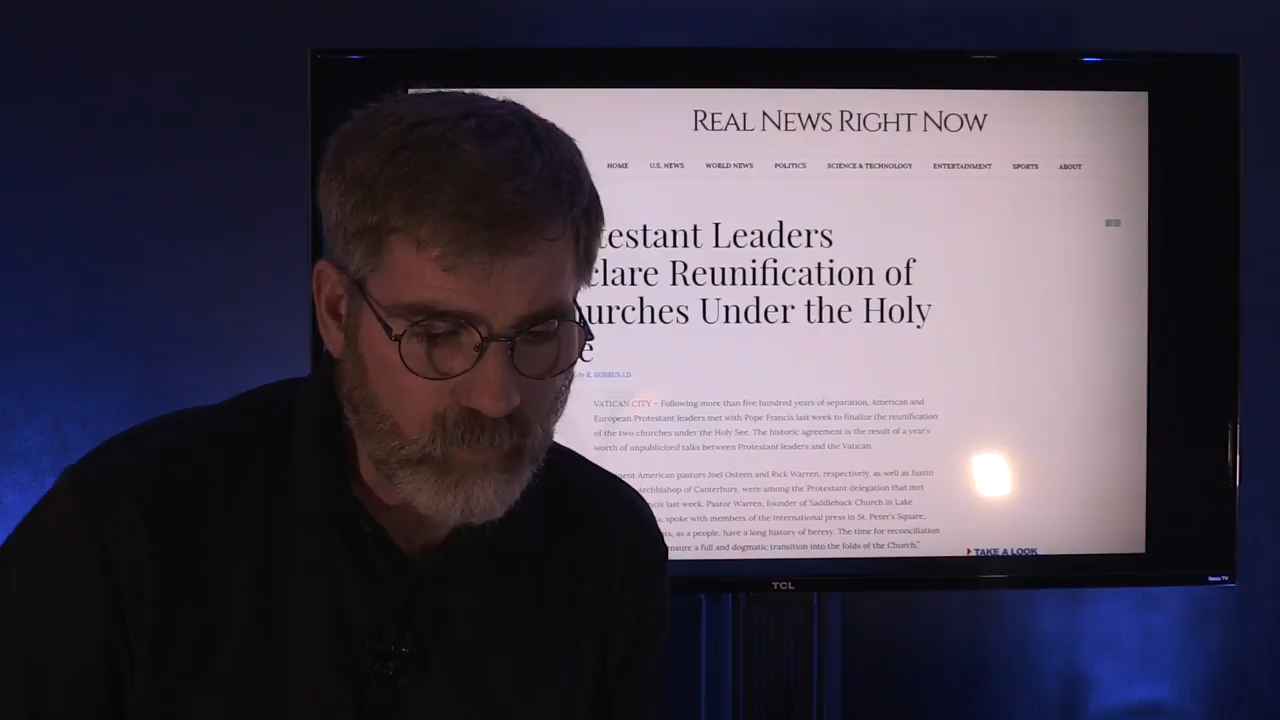 REAL NEWS RIGHT NOW
HOME U.S. NEWS WORLD NEWS POLITICS SCIENCE & TECHNOLOGY ENTERTAINMENT SPORTS ABOUT
testant Leaders
clare Reunification of
urches Under the Holy
e
by R. HOBBUS J.D.
VATICAN CITY – Following more than five hundred years of separation, American and
European Protestant leaders met with Pope Francis last week to finalize the reunification
of the two churches under the Holy See. The historic agreement is the result of a year's
worth of unpublicized talks between Protestant leaders and the Vatican.
nent American pastors Joel Osteen and Rick Warren, respectively, as well as Justin
Archbishop of Canterbury, were among the Protestant delegation that met
ncis last week. Pastor Warren, founder of Saddleback Church in Lake
a, spoke with members of the international press in St. Peter's Square,
ts, as a people, have a long history of heresy. The time for reconciliation
nsure a full and dogmatic transition into the folds of the Church."
TAKE A LOOK
TCL
Roku TV